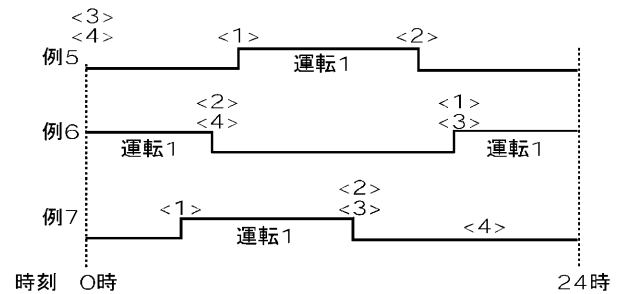 <3>
<4> <1> <2>
例5 運転1
<2> <1>
<4> <3>
例6 運転1 運転1
<2>
<1> <3>
例7 運転1 <4>
時刻 0時 24時